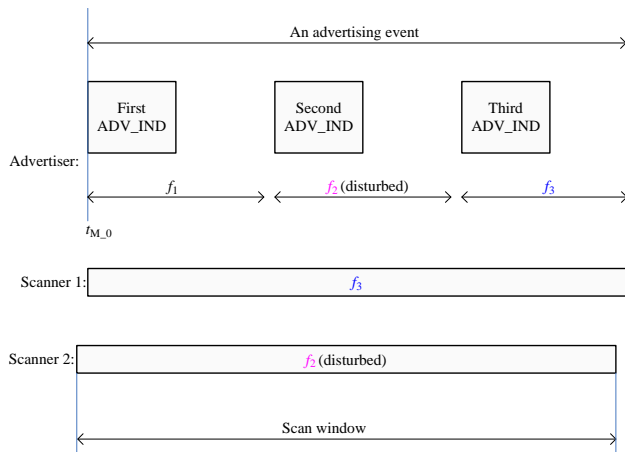 An advertising event
First
ADV_IND
Second
ADV_IND
Third
ADV_IND
Advertiser:
f1
f2 (disturbed)
f3
tM_0
Scanner 1:
f3
Scanner 2:
f2 (disturbed)
Scan window